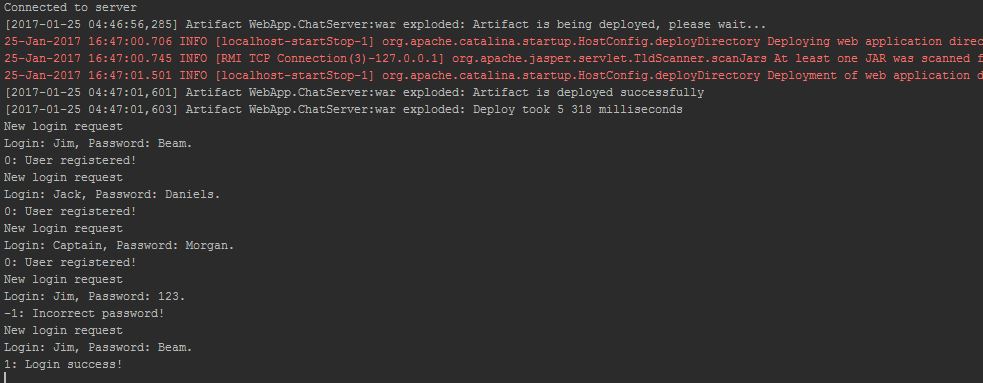 Connected to server
[2017-01-25 04:46:56,285] Artifact WebApp.ChatServer:war exploded: Artifact is being deployed, please wait...
25-Jan-2017 16:47:00.706 INFO [localhost-startStop-1] org.apache.catalina.startup.HostConfig.deployDirectory Deploying web application direc
25-Jan-2017 16:47:00.745 INFO [RMI TCP Connection(3)-127.0.0.1] org.apache.jasper.servlet.TldScanner.scanJars At least one JAR was scanned f
25-Jan-2017 16:47:01.501 INFO [localhost-startStop-1] org.apache.catalina.startup.HostConfig.deployDirectory Deployment of web application d
[2017-01-25 04:47:01,601] Artifact WebApp.ChatServer:war exploded: Artifact is deployed successfully
[2017-01-25 04:47:01,603] Artifact WebApp.ChatServer:war exploded: Deploy took 5 318 milliseconds
New login request
Login: Jim, Password: Beam.
0: User registered!
New login request
Login: Jack, Password: Daniels.
0: User registered!
New login request
Login: Captain, Password: Morgan.
0: User registered!
New login request
Login: Jim, Password: 123.
-1: Incorrect password!
New login request
Login: Jim, Password: Beam.
1: Login success!